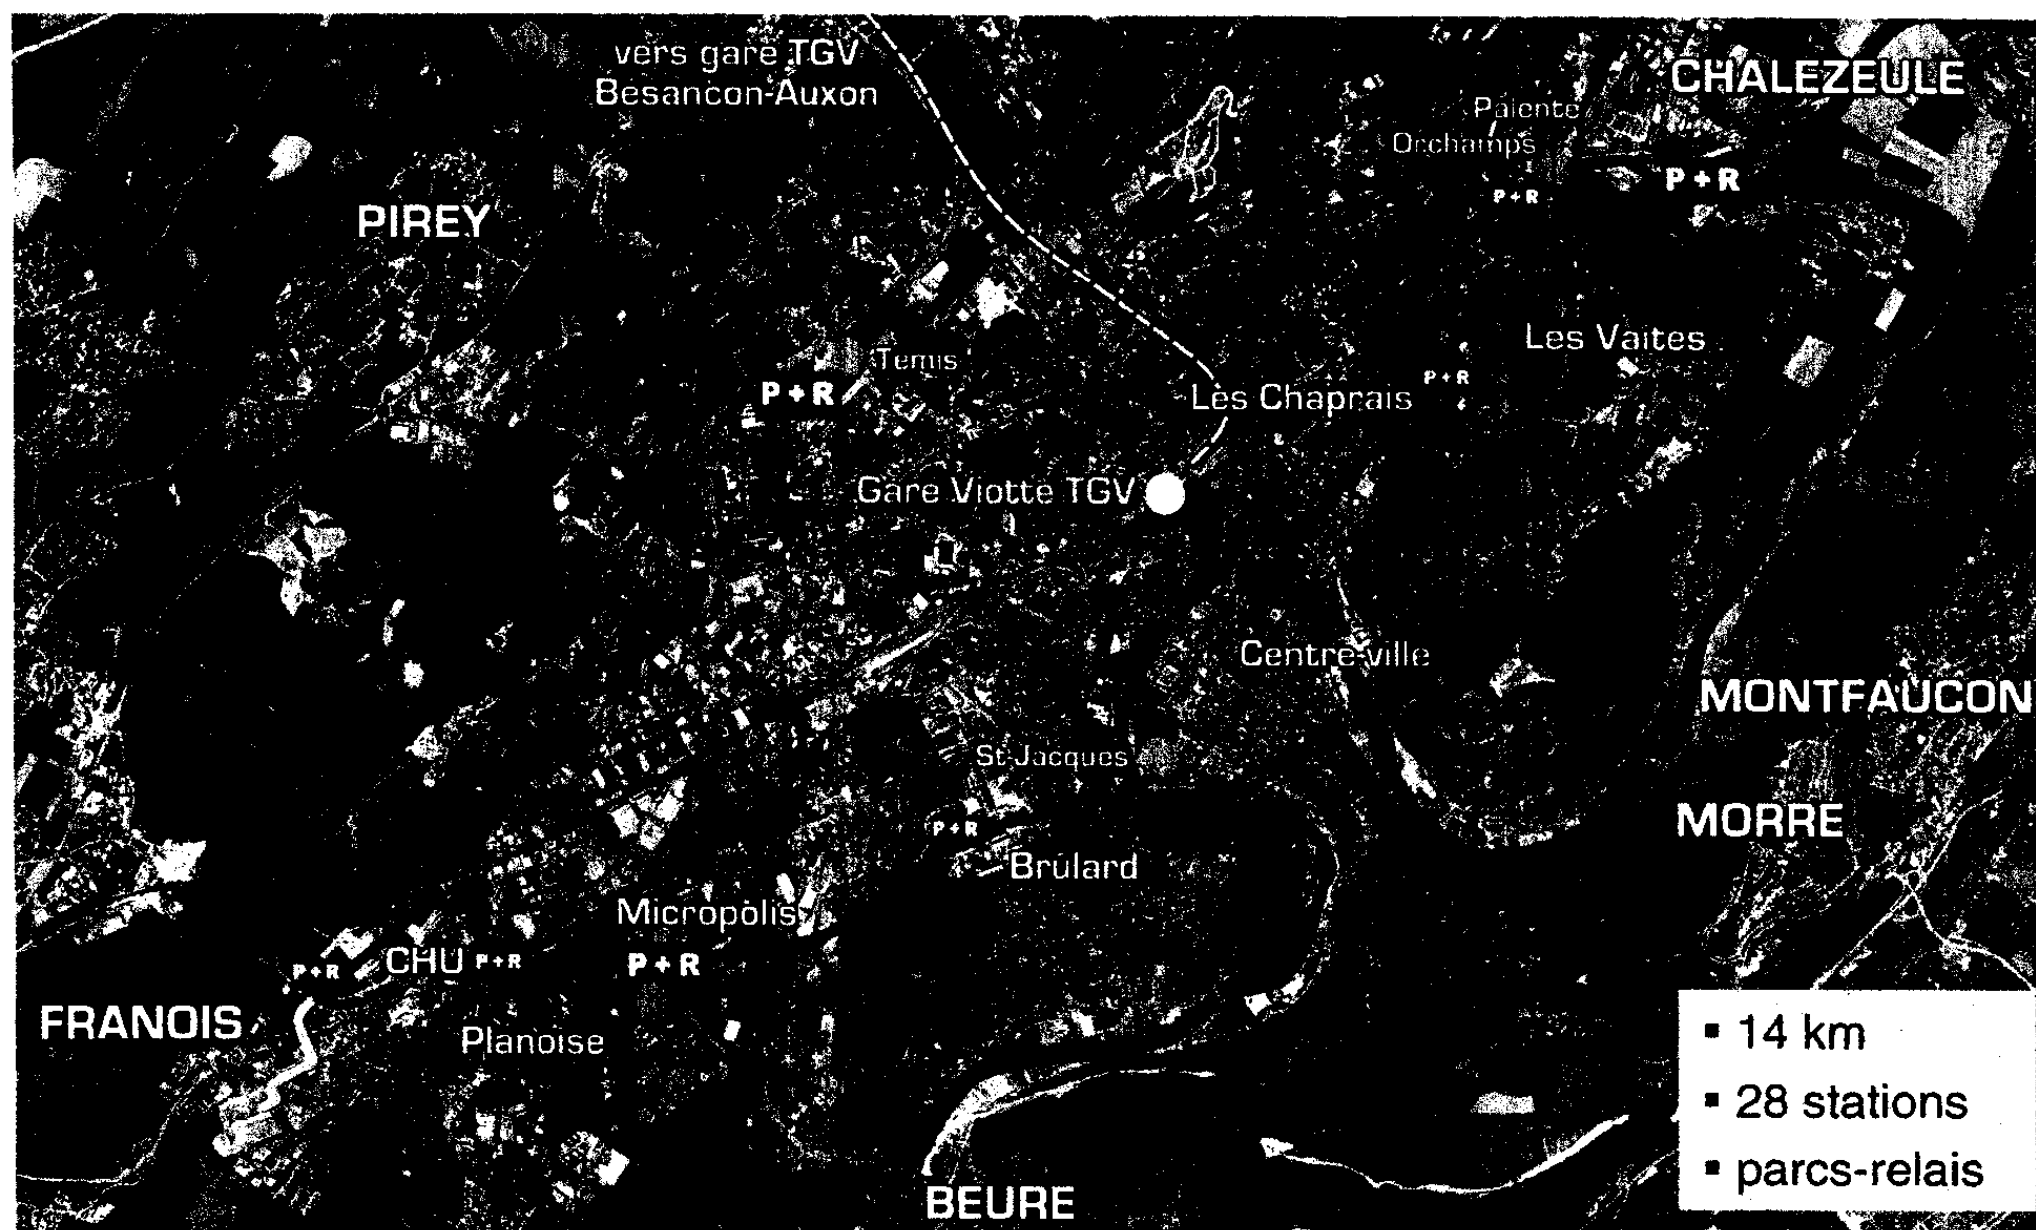 vers gare TGV
Besancon-Auxon
CHALEZEULE
Palente
Orchamps
P+R
P+R
PIREY
Les Vaites
Temis
P+R
P+R
Les Chaprais
Gare Viotte TGV
Centre-ville
MONTFAUCON
St-Jacques
MORRE
P+R
Brûlard
Micropolis
CHU P+R
P+R
P+R
FRANOIS
Planoise
BEURE
▪ 14 km
▪ 28 stations
▪ parcs-relais